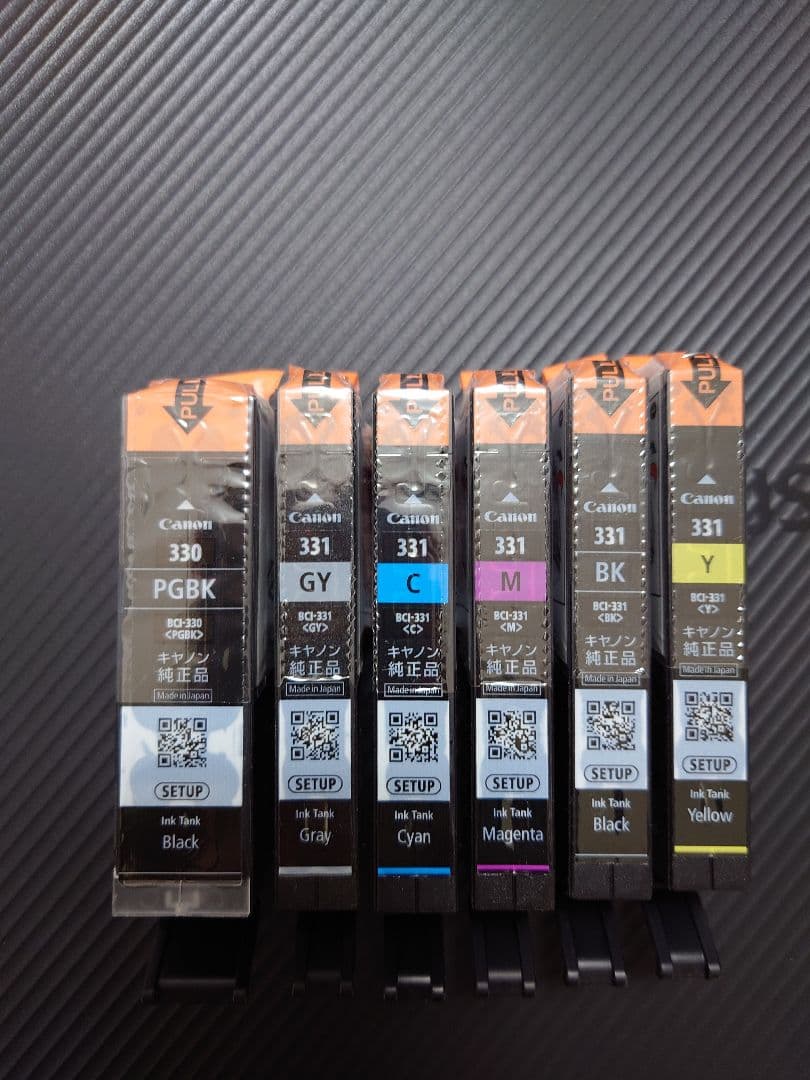 PULL
Canon
330
PGBK
BCI-330
<PGBK>
キヤノン
純正品
Made in Japan
SETUP
Ink Tank
Black
PULL
Canon
331
GY
BCI-331
<GY>
キヤノン
純正品
Made in Japan
SETUP
Ink Tank
Gray
PULL
Canon
331
C
BCI-331
<C>
キヤノン
純正品
Made in Japan
SETUP
Ink Tank
Cyan
PULL
Canon
331
M
BCI-331
<M>
キヤノン
純正品
Made in Japan
SETUP
Ink Tank
Magenta
PULL
Canon
331
BK
BCI-331
<BK>
キヤノン
純正品
Made in Japan
SETUP
Ink Tank
Black
PULL
Canon
331
Y
BCI-331
<Y>
キヤノン
純正品
Made in Japan
SETUP
Ink Tank
Yellow